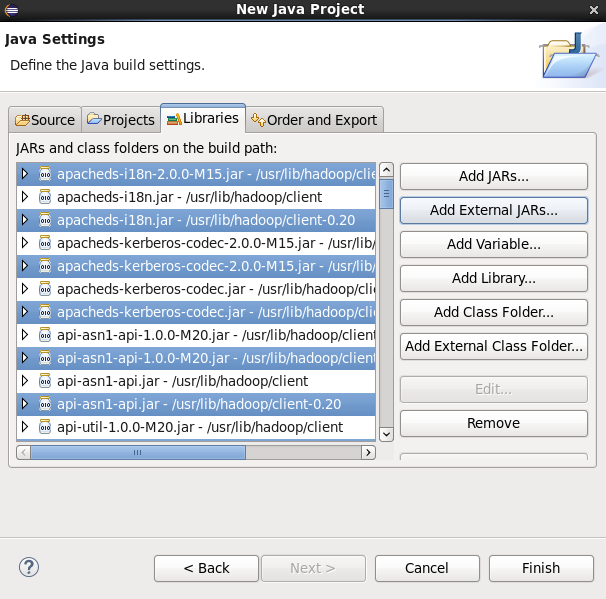 New Java Project
Java Settings
Define the Java build settings.
Source Projects Libraries Order and Export
JARs and class folders on the build path:
apacheds-i18n-2.0.0-M15.jar - /usr/lib/hadoop/clie
apacheds-i18n.jar - /usr/lib/hadoop/client
apacheds-i18n.jar - /usr/lib/hadoop/client-0.20
apacheds-kerberos-codec-2.0.0-M15.jar - /usr/lib/
apacheds-kerberos-codec-2.0.0-M15.jar - /usr/lib/
apacheds-kerberos-codec.jar - /usr/lib/hadoop/clie
apacheds-kerberos-codec.jar - /usr/lib/hadoop/clie
api-asn1-api-1.0.0-M20.jar - /usr/lib/hadoop/client
api-asn1-api-1.0.0-M20.jar - /usr/lib/hadoop/client
api-asn1-api.jar - /usr/lib/hadoop/client
api-asn1-api.jar - /usr/lib/hadoop/client-0.20
api-util-1.0.0-M20.jar - /usr/lib/hadoop/client
Add JARs...
Add External JARs...
Add Variable...
Add Library...
Add Class Folder...
Add External Class Folder...
Edit...
Remove
< Back Next > Cancel Finish